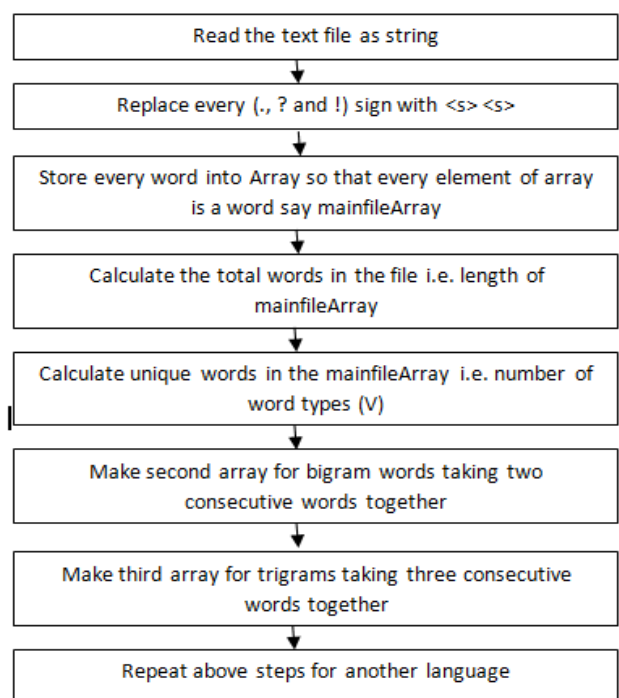 Read the text file as string
Replace every (., ? and !) sign with <s> <s>
Store every word into Array so that every element of array
is a word say mainfileArray
Calculate the total words in the file i.e. length of
mainfileArray
Calculate unique words in the mainfileArray i.e. number of
word types (V)
Make second array for bigram words taking two
consecutive words together
Make third array for trigrams taking three consecutive
words together
Repeat above steps for another language